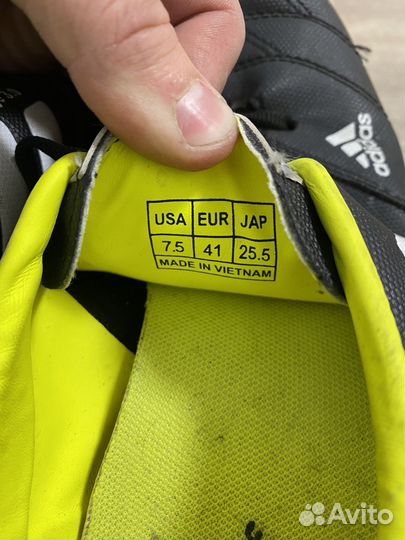 adidas
USA EUR JAP
7.5 41 25.5
MADE IN VIETNAM
Avito